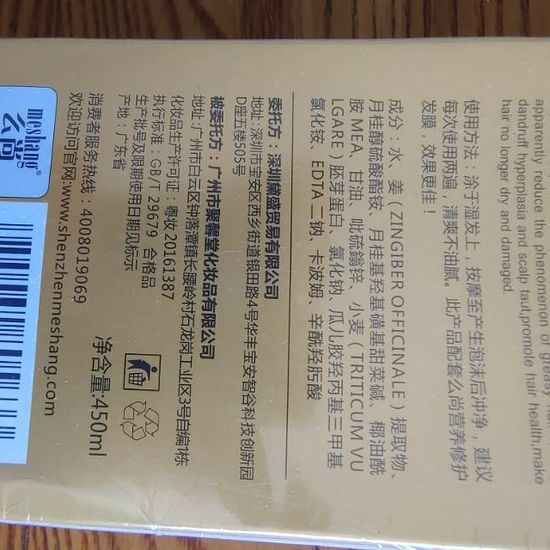 apparently reduce the phenomenon of greasy
dandruff hyperplasia and scalp taut,promote hair health,make
hair no longer dry and damaged.
使用方法：涂于湿发上，按摩至产生泡沫后冲净，建议
每次使用两遍，清爽不油腻。此产品配套么尚营养修护
发膜，效果更佳！
成分：水、姜（ZINGIBER OFFICINALE）提取物、
月桂醇硫酸酯铵、月桂基羟基磺基甜菜碱、椰油酰
胺MEA、甘油、吡硫鎓锌、小麦（TRITICUM VU
LGARE）胚芽蛋白、氯化钠、瓜儿胶羟丙基三甲基
氯化铵、EDTA二钠、卡波姆、辛酰羟肟酸
委托方：深圳黛盛贸易有限公司
地址：深圳市宝安区西乡街道根田路4号华丰宝安智谷科技创新园
D座五楼505号
被委托方：广州市聚馨堂化妆品有限公司
地址：广州市白云区钟落潭镇长腰岭村石龙岗工业区3号自编1栋
化妆品生产许可证：粤妆20161387
执行标准：GB/T 29679 合格品
生产批号及限期使用日期见标示
产地：广东省
消费者服务热线：4008019069
欢迎访问官网:www.shenzhenmeshang.com
净含量:450ml
meshang
么尚